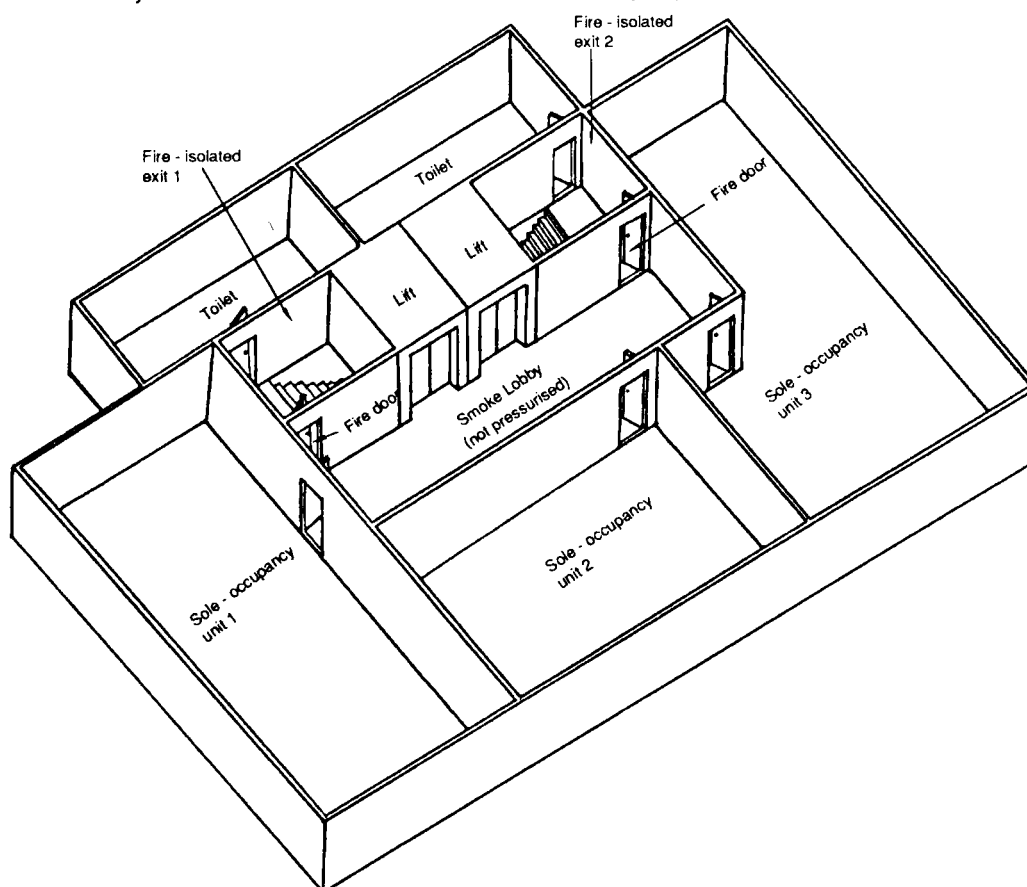 Fire - isolated
exit 2
Fire - isolated
exit 1
Toilet
Fire door
Lift
Toilet
Lift
Fire door
Smoke Lobby
(not pressurised)
Sole - occupancy
unit 3
Sole - occupancy
unit 2
Sole - occupancy
unit 1